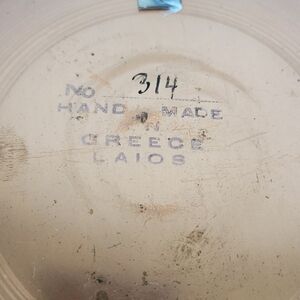 No 314
HAND MADE
IN
GREECE
LAIOS